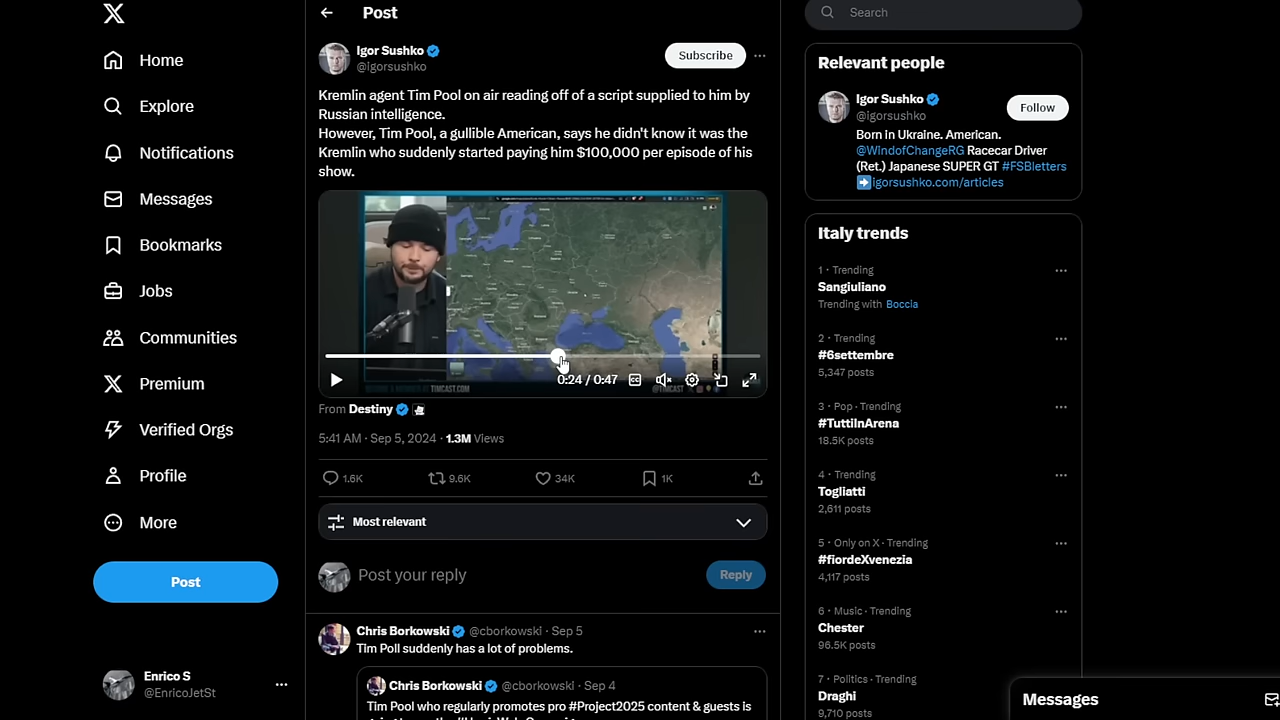 Home
Explore
Notifications
Messages
Bookmarks
Jobs
Communities
Premium
Verified Orgs
Profile
More
Post
Enrico S
@EnricoJetSt
Post
Igor Sushko
@igorsushko
Subscribe
Kremlin agent Tim Pool on air reading off of a script supplied to him by
Russian intelligence.
However, Tim Pool, a gullible American, says he didn't know it was the
Kremlin who suddenly started paying him $100,000 per episode of his
show.
0:24 / 0:47
TIMCAST.COM
@TIMCAST
From Destiny
5:41 AM · Sep 5, 2024 · 1.3M Views
1.6K 9.6K 34K 1K
Most relevant
Post your reply
Reply
Chris Borkowski @cborkowski · Sep 5
Tim Poll suddenly has a lot of problems.
Chris Borkowski @cborkowski · Sep 4
Tim Pool who regularly promotes pro #Project2025 content & guests is
Search
Relevant people
Igor Sushko
@igorsushko
Follow
Born in Ukraine. American.
@WindofChangeRG Racecar Driver
(Ret.) Japanese SUPER GT #FSBletters
igorsushko.com/articles
Italy trends
1 · Trending
Sangiuliano
Trending with Boccia
2 · Trending
#6settembre
5,347 posts
3 · Pop · Trending
#TuttiInArena
18.5K posts
4 · Trending
Togliatti
2,611 posts
5 · Only on X · Trending
#fiordeXvenezia
4,117 posts
6 · Music · Trending
Chester
96.5K posts
7 · Politics · Trending
Draghi
9,710 posts
Messages